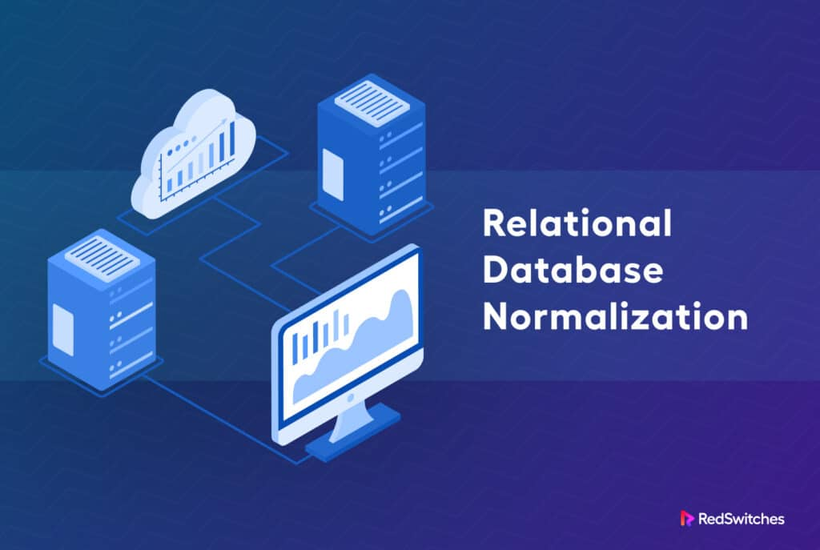 Relational
Database
Normalization
RedSwitches